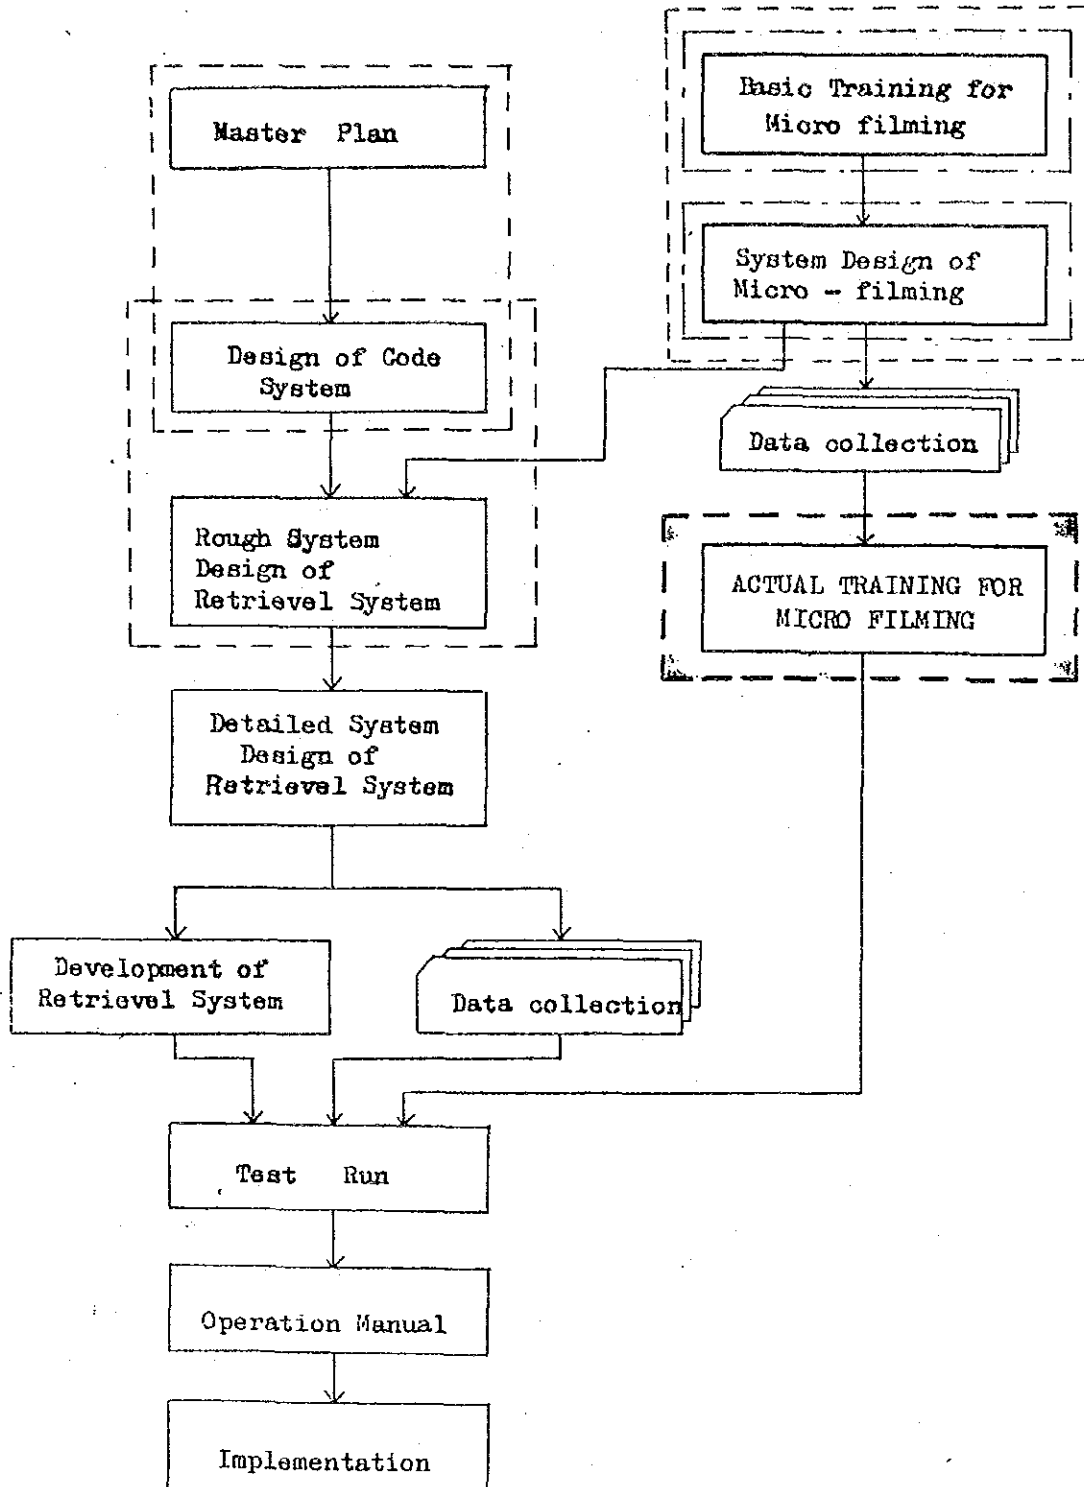 Master Plan
Basic Training for
Micro filming
System Design of
Micro - filming
Design of Code
System
Data collection
Rough System
Design of
Retrievel System
ACTUAL TRAINING FOR
MICRO FILMING
Detailed System
Design of
Retrievel System
Development of
Retrievel System
Data collection
Test Run
Operation Manual
Implementation